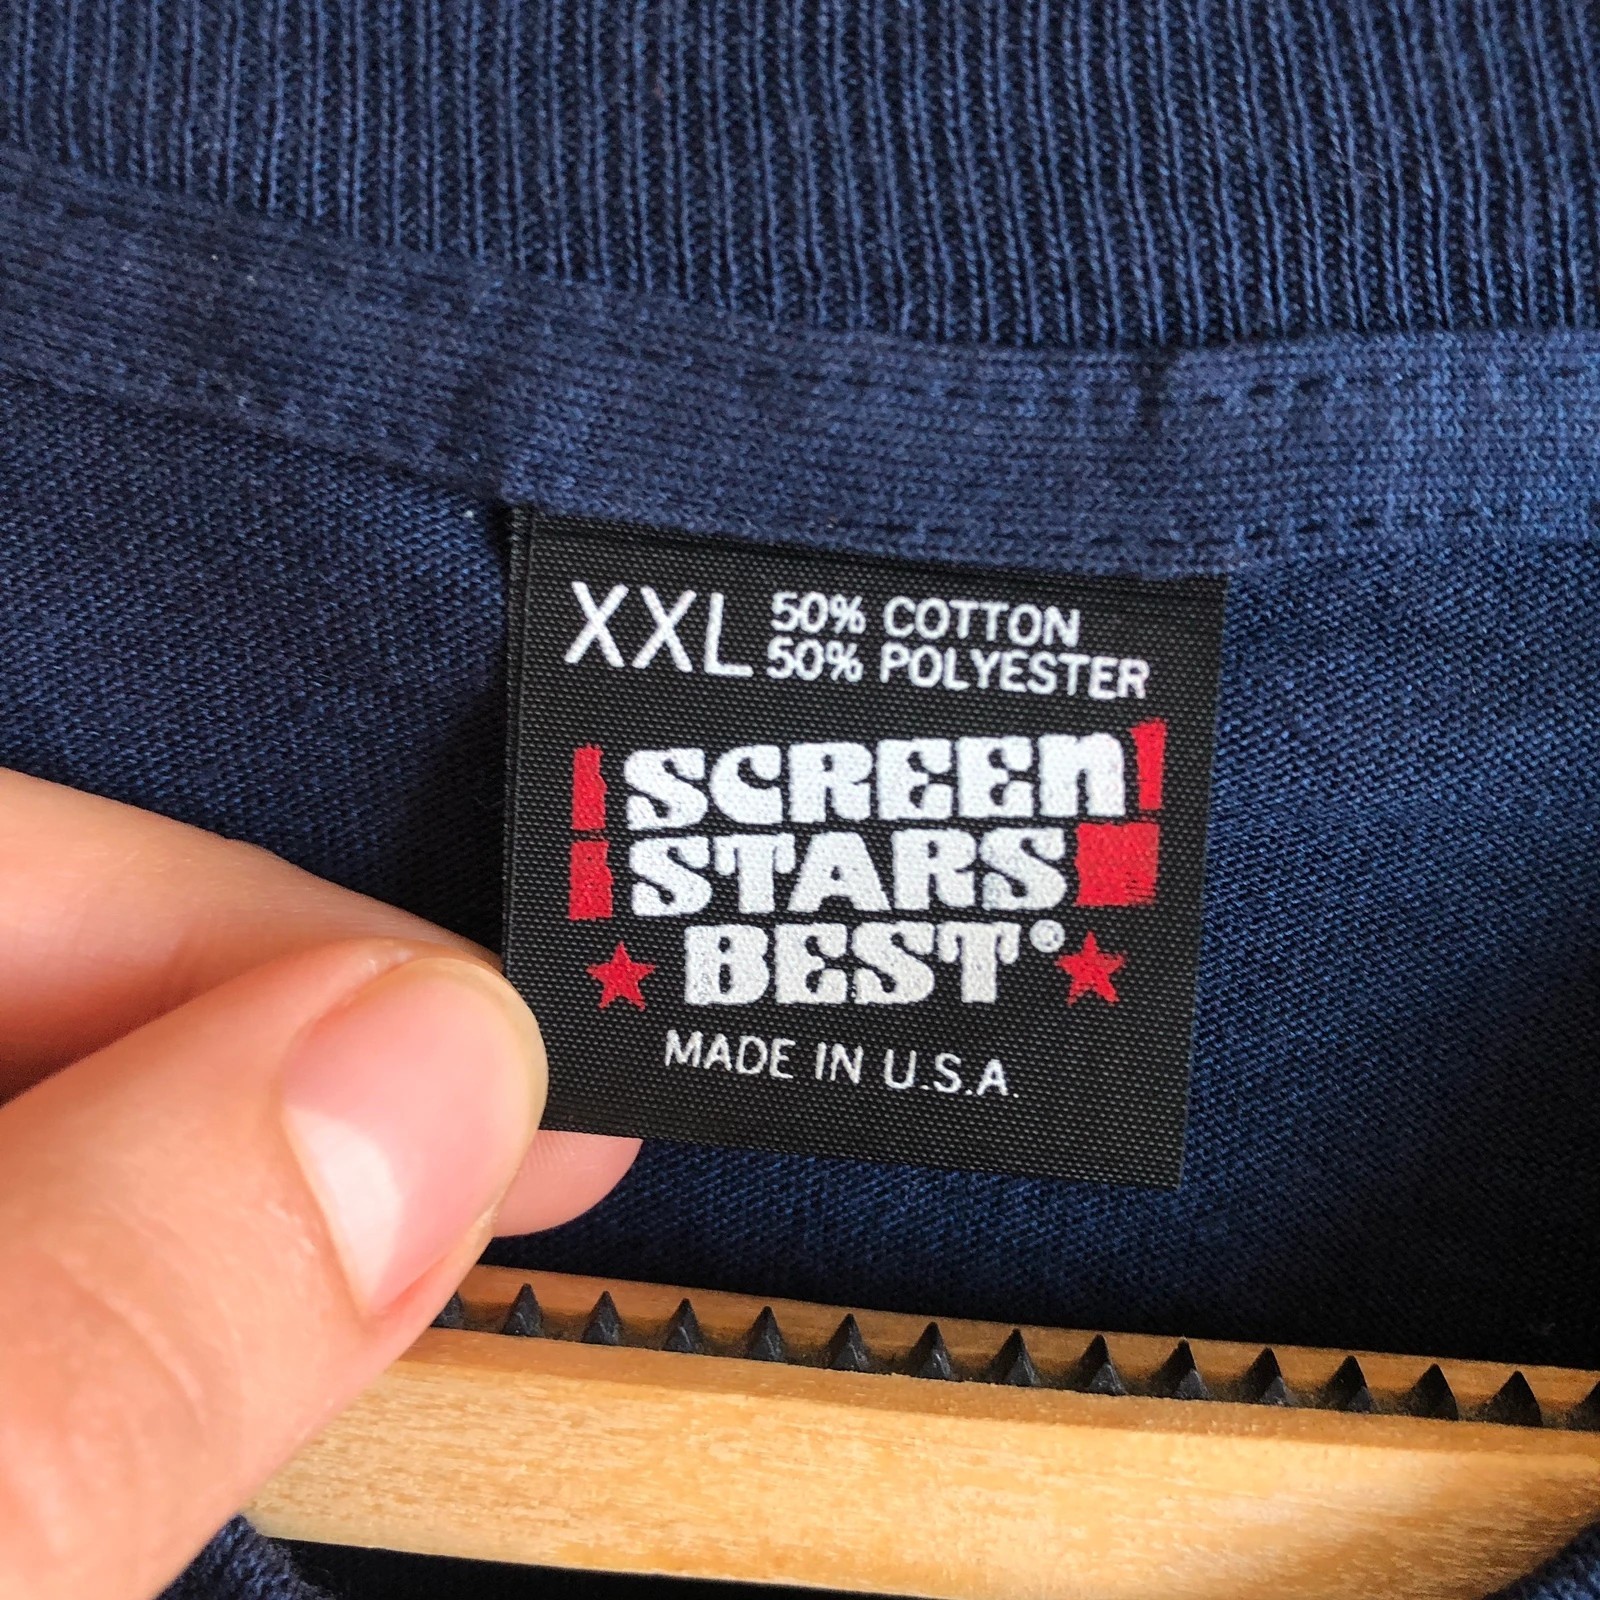 XXL 50% COTTON
50% POLYESTER
SCREEN
STARS
BEST®
MADE IN U.S.A.